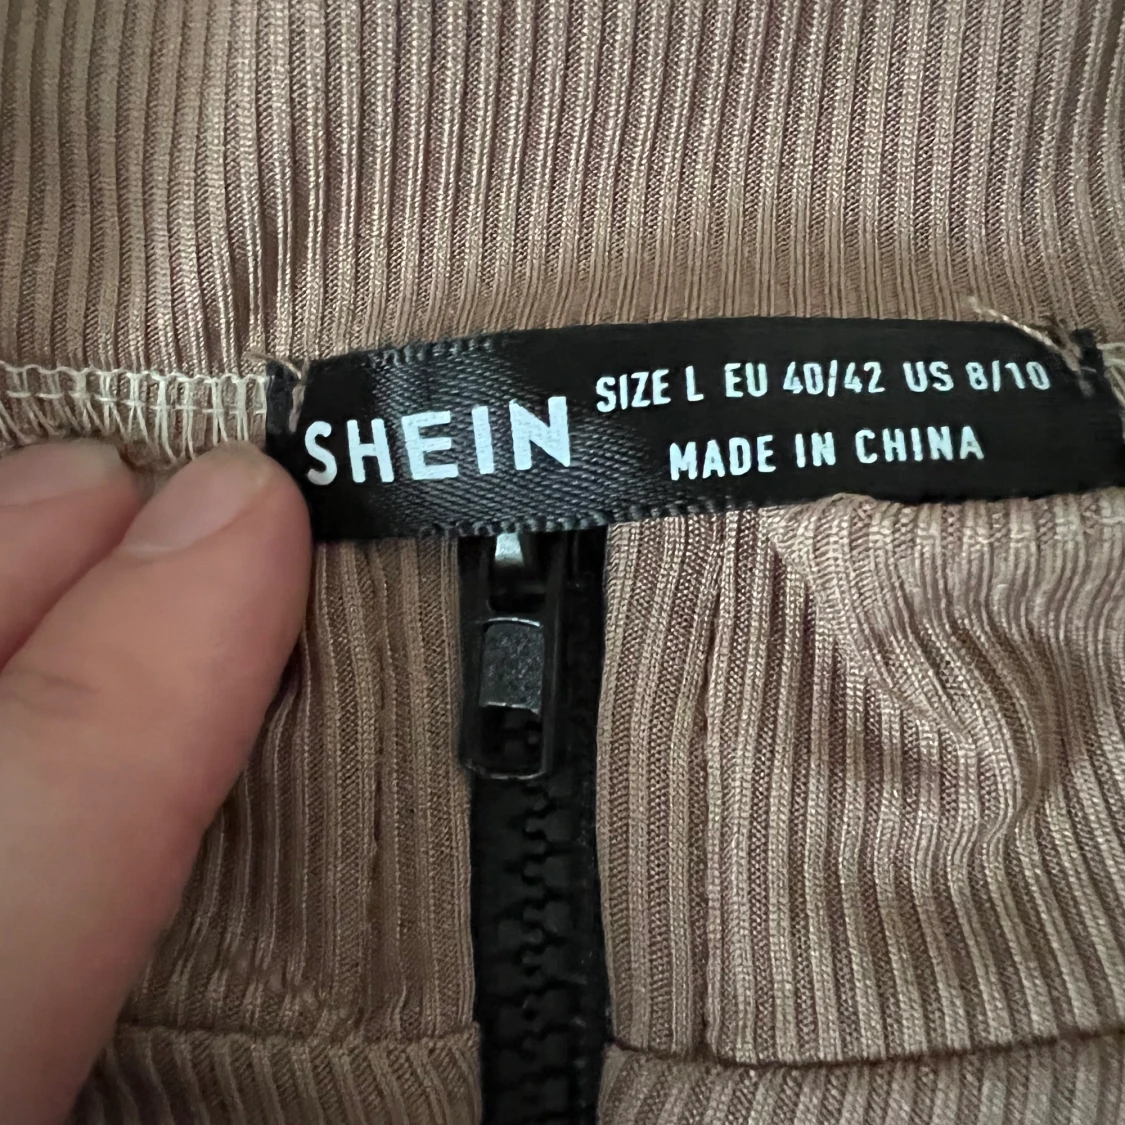 SHEIN
SIZE L EU 40/42 US 8/10
MADE IN CHINA